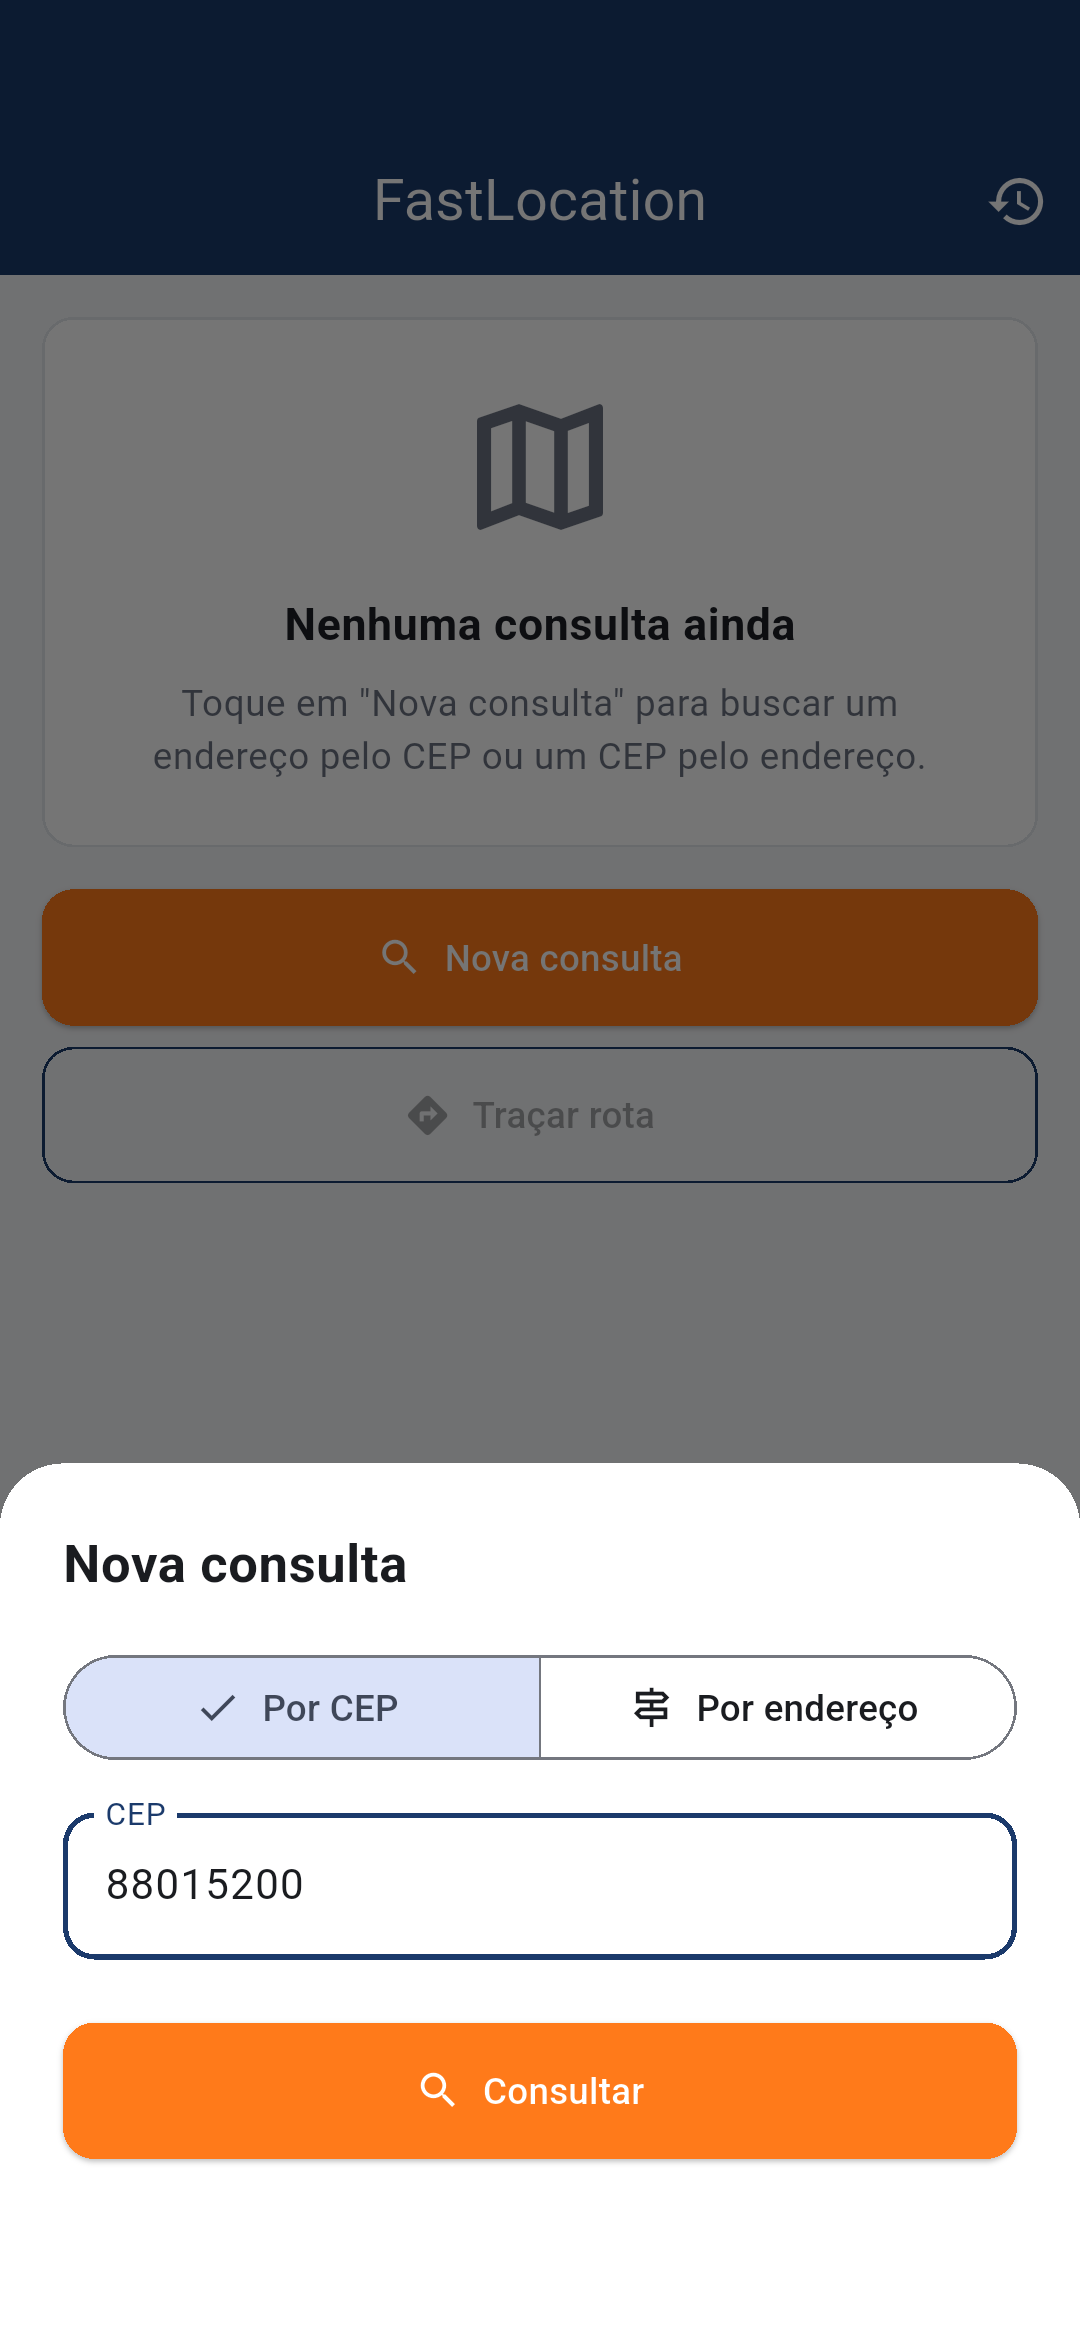 FastLocation
Nenhuma consulta ainda
Toque em "Nova consulta" para buscar um
endereço pelo CEP ou um CEP pelo endereço.
Nova consulta
Traçar rota
Nova consulta
Por CEP
Por endereço
CEP
88015200
Consultar